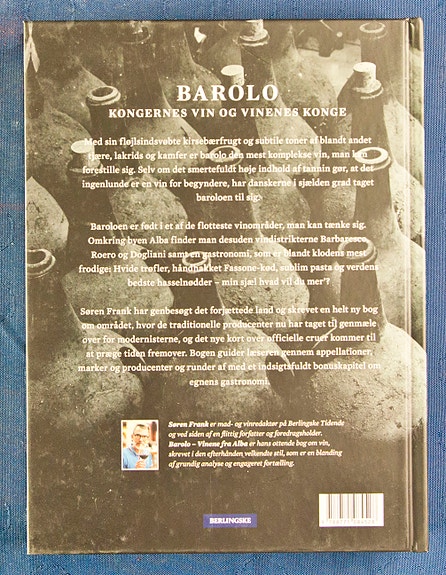 BAROLO
KONGERNES VIN OG VINENES KONGE
Med sin fløjlsindsvøbte kirsebærfrugt og subtile toner af blandt andet
tjære, lakrids og kamfer er barolo den mest komplekse vin, man kan
forestille sig. Selv om det smertefuldt høje indhold af tannin gør, at det
ingenlunde er en vin for begyndere, har danskerne i sjælden grad taget
baroloen til sig.
Baroloen er født i et af de flotteste vinområder, man kan tænke sig.
Omkring byen Alba finder man desuden vindistrikterne Barbaresco,
Roero og Dogliani samt en gastronomi, som er blandt klodens mest
frodige: Hvide trøfler, håndhakket Fassone-kød, sublim pasta og verdens
bedste hasselnødder – min sjæl hvad vil du mer'?
Søren Frank har genbesøgt det forjættede land og skrevet en helt ny bog
om området, hvor de traditionelle producenter nu har taget til genmæle
over for modernisterne, og det nye kort over officielle cruer kommer til
at præge tiden fremover. Bogen guider læseren gennem appellationer,
marker og producenter og runder af med et indsigtsfuldt bonuskapitel om
egnens gastronomi.
Søren Frank er mad- og vinredaktør på Berlingske Tidende
og ved siden af en flittig forfatter og foredragsholder.
Barolo – Vinene fra Alba er hans ottende bog om vin,
skrevet i den efterhånden velkendte stil, som er en blanding
af grundig analyse og engageret fortælling.
BERLINGSKE